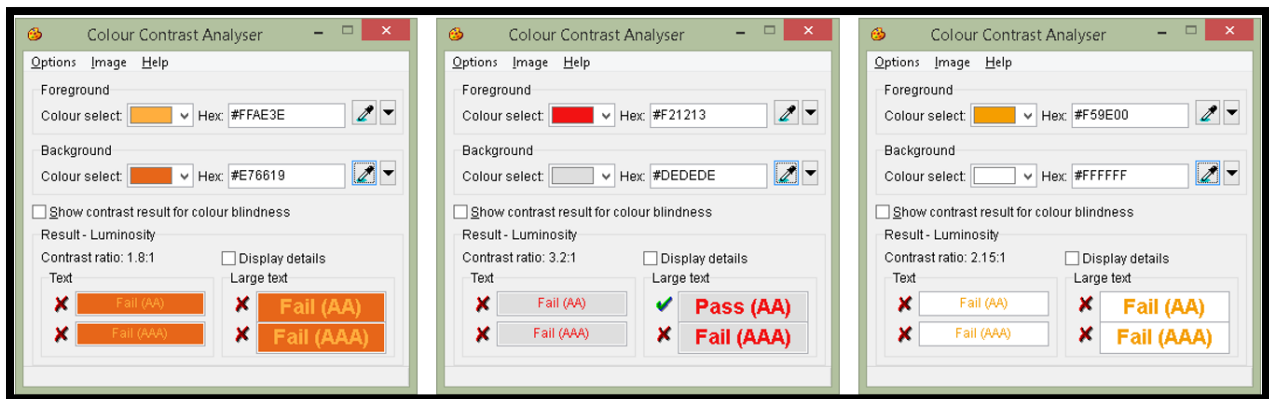 Colour Contrast Analyser
Options Image Help
Foreground
Colour select: Hex: #FFAE3E
Background
Colour select: Hex: #E76619
Show contrast result for colour blindness
Result - Luminosity
Contrast ratio: 1.8:1 Display details
Text Large text
Fail (AA) Fail (AA)
Fail (AAA) Fail (AAA)
Colour Contrast Analyser
Options Image Help
Foreground
Colour select: Hex: #F21213
Background
Colour select: Hex: #DEDEDE
Show contrast result for colour blindness
Result - Luminosity
Contrast ratio: 3.2:1 Display details
Text Large text
Fail (AA) Pass (AA)
Fail (AAA) Fail (AAA)
Colour Contrast Analyser
Options Image Help
Foreground
Colour select: Hex: #F59E00
Background
Colour select: Hex: #FFFFFF
Show contrast result for colour blindness
Result - Luminosity
Contrast ratio: 2.15:1 Display details
Text Large text
Fail (AA) Fail (AA)
Fail (AAA) Fail (AAA)